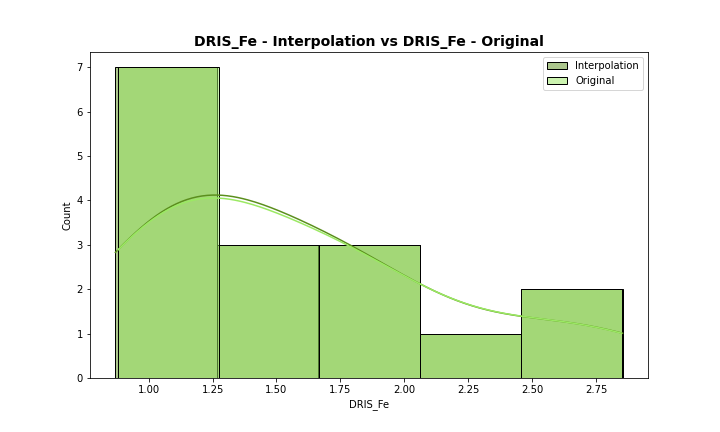 DRIS_Fe - Interpolation vs DRIS_Fe - Original
Interpolation
Original
7
6
5
4
3
2
1
0
Count
1.00 1.25 1.50 1.75 2.00 2.25 2.50 2.75
DRIS_Fe